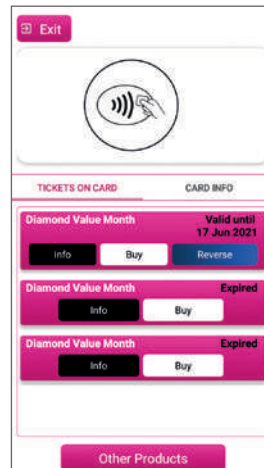 Exit
TICKETS ON CARD CARD INFO
Diamond Value Month Valid until
17 Jun 2021
Info Buy Reverse
Diamond Value Month Expired
Info Buy
Diamond Value Month Expired
Info Buy
Other Products